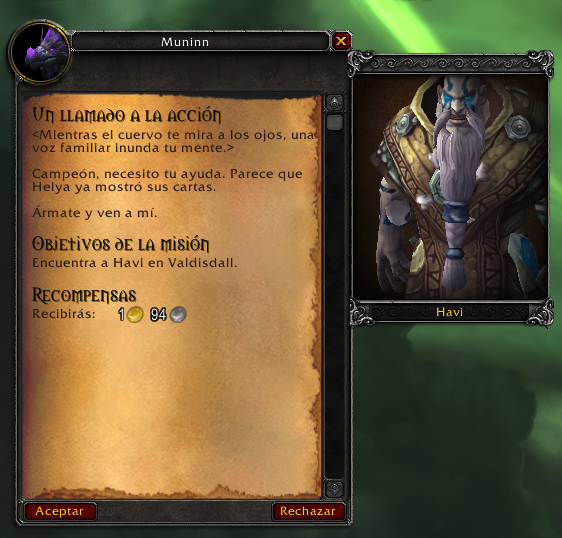 Muninn
Un llamado a la acción
<Mientras el cuervo te mira a los ojos, una
voz familiar inunda tu mente.>
Campeón, necesito tu ayuda. Parece que
Helya ya mostró sus cartas.
Ármate y ven a mí.
Objetivos de la misión
Encuentra a Havi en Valdisdall.
Recompensas
Recibirás: 1 94
Aceptar
Rechazar
Havi